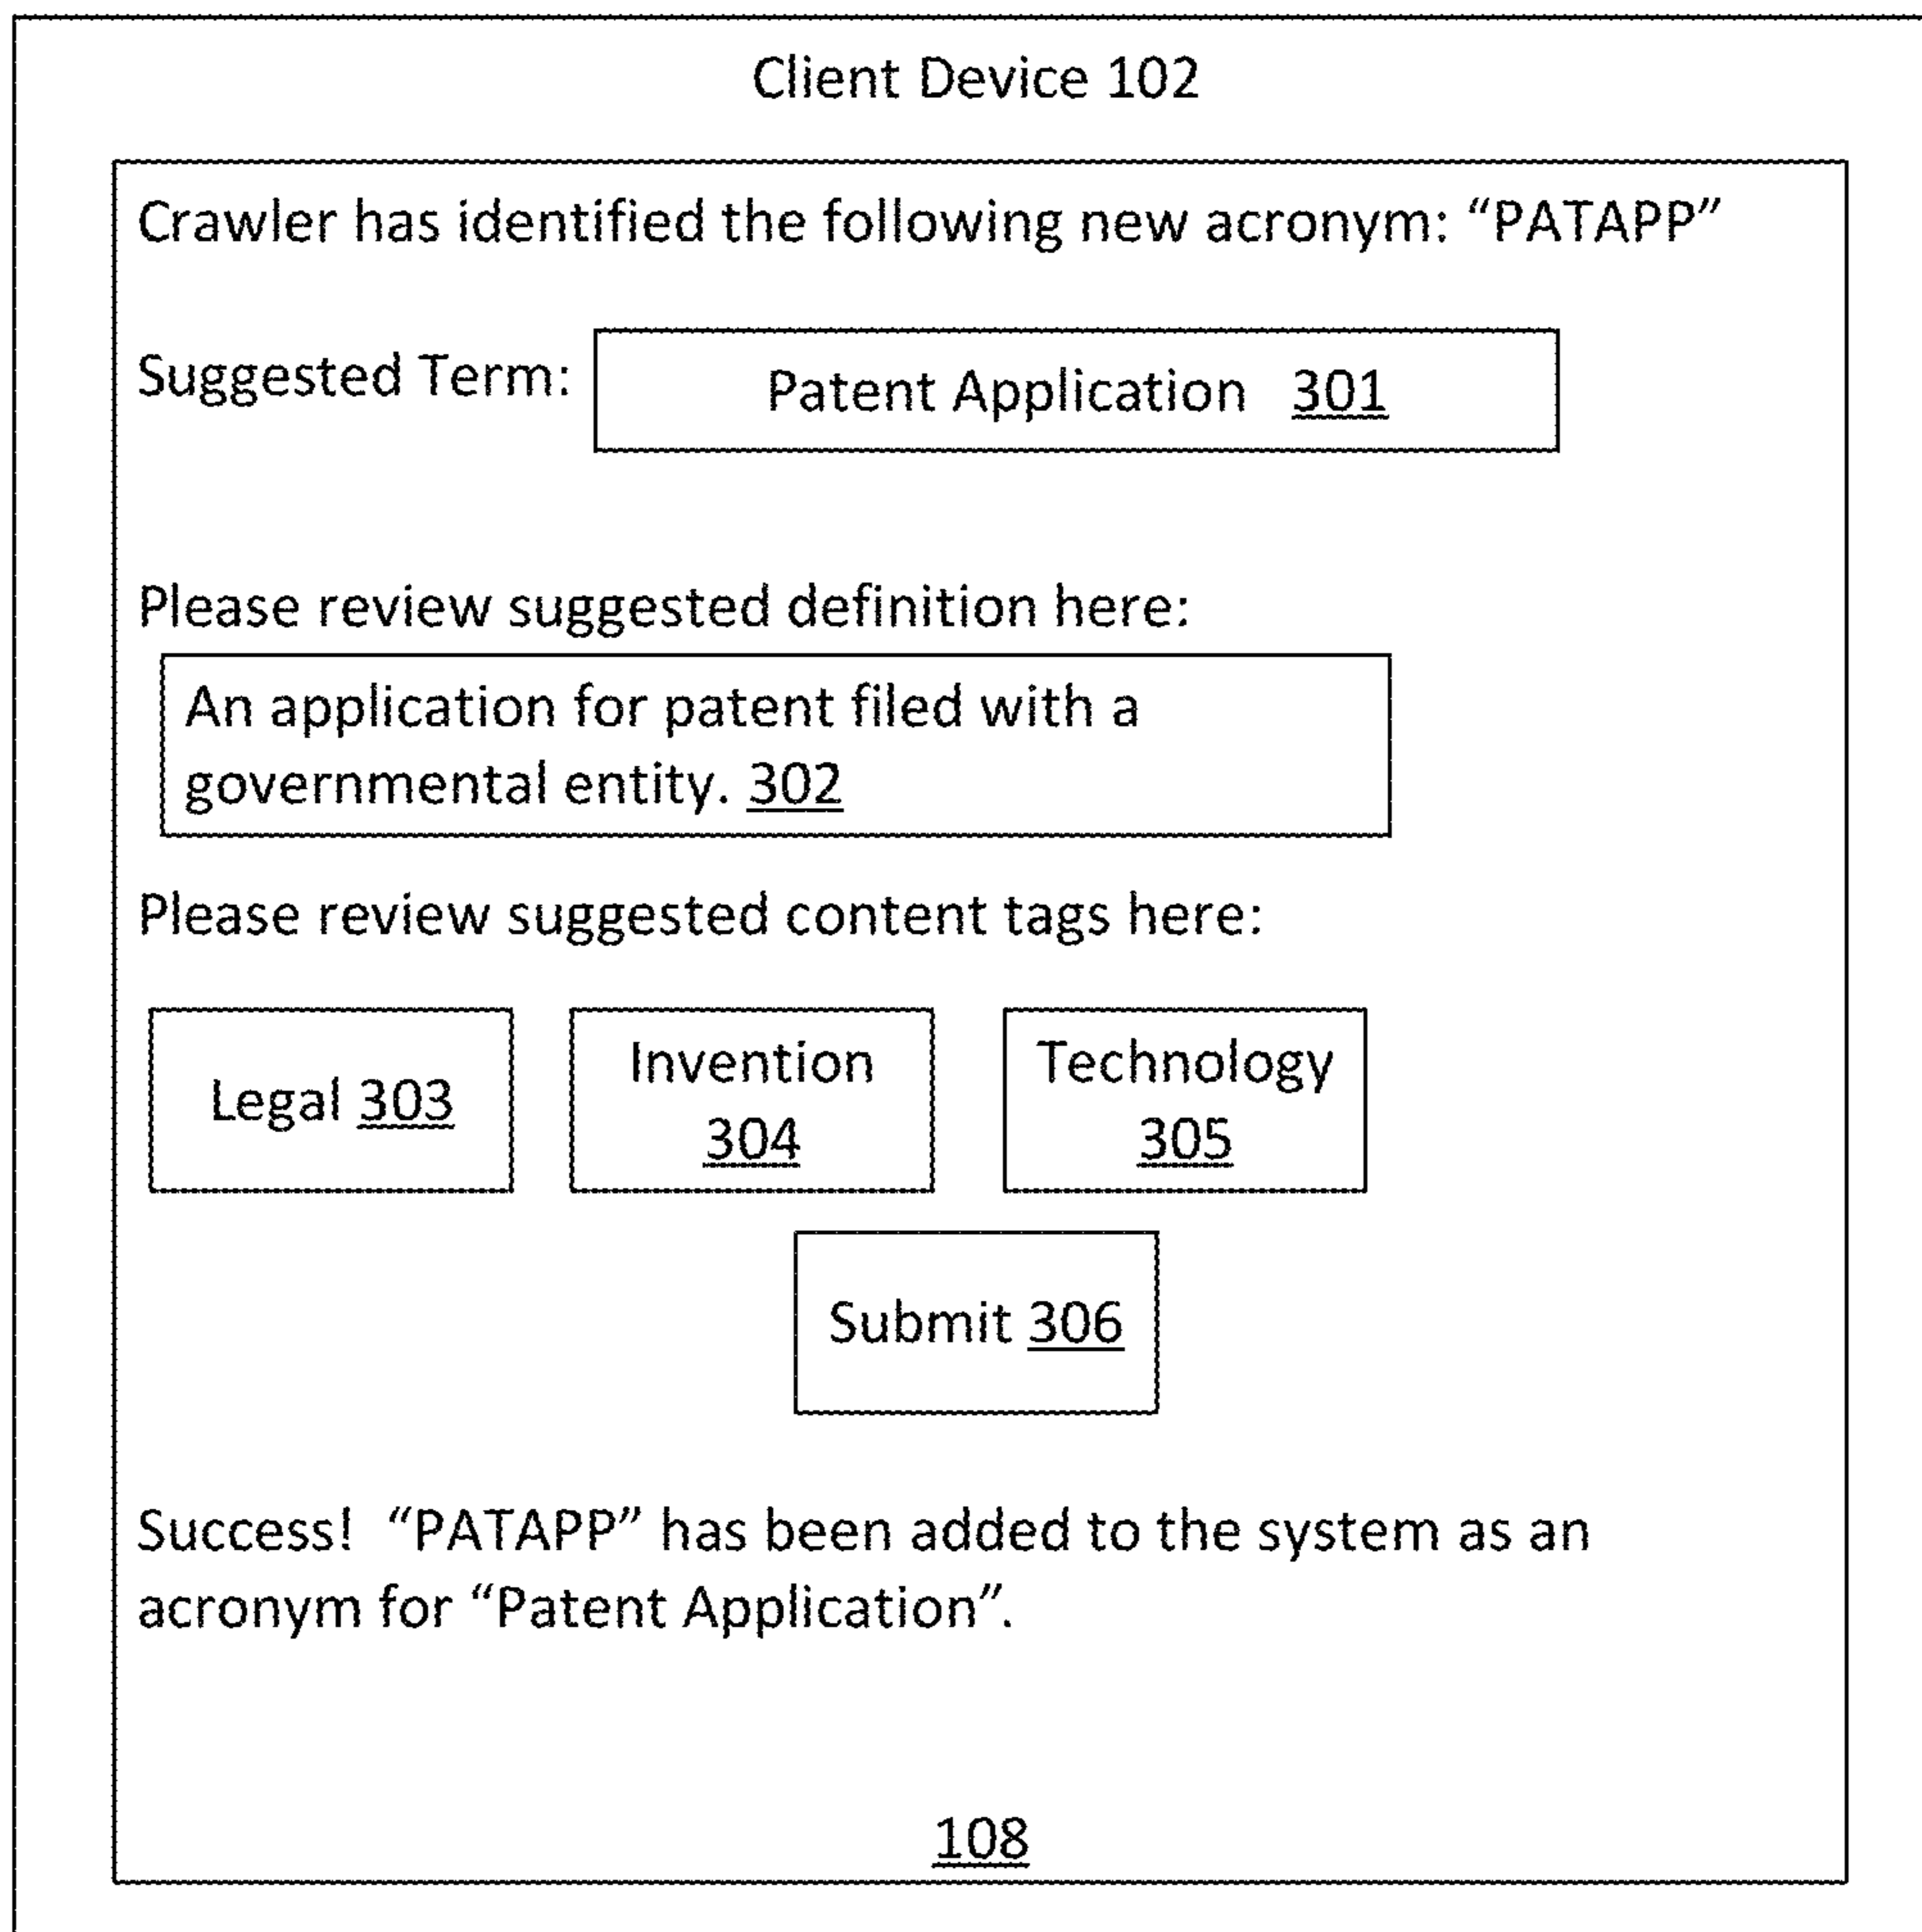 Client Device 102
Crawler has identified the following new acronym: “PATAPP”
Suggested Term:
Patent Application 301
Please review suggested definition here:
An application for patent filed with a
governmental entity. 302
Please review suggested content tags here:
Legal 303
Invention
304
Technology
305
Submit 306
Success! “PATAPP” has been added to the system as an
acronym for “Patent Application”.
108